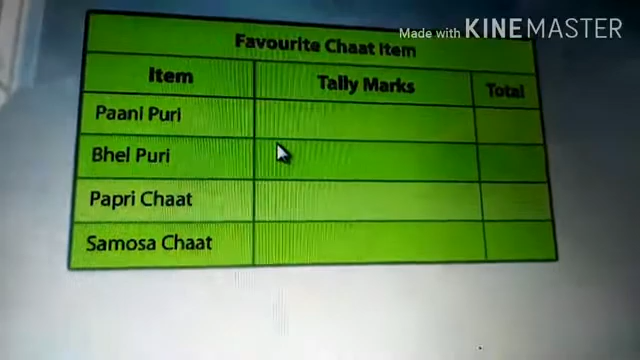 Made with KINEMASTER
Favourite Chaat Item
Item Tally Marks Total
Paani Puri
Bhel Puri
Papri Chaat
Samosa Chaat